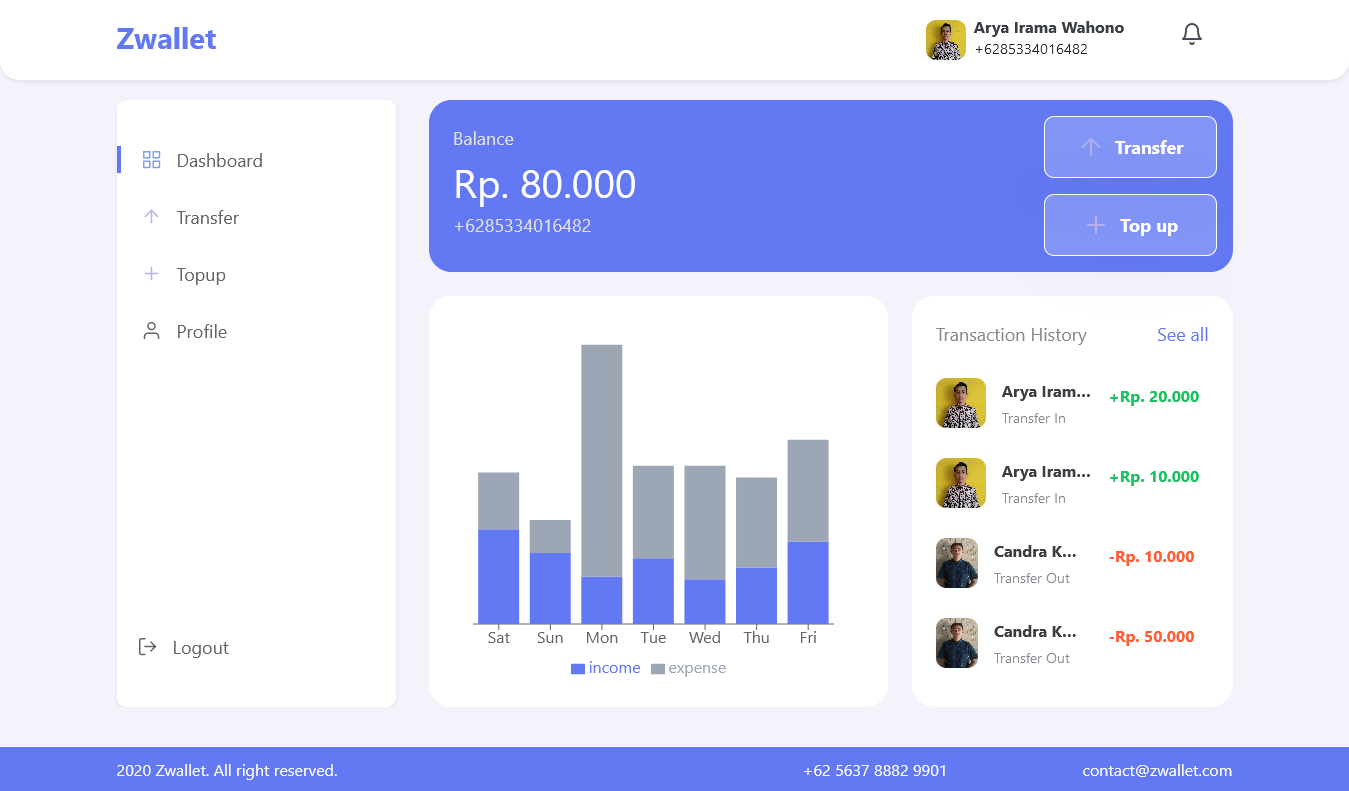 Zwallet
Arya Irama Wahono
+6285334016482
Dashboard
Transfer
Topup
Profile
Logout
Balance
Rp. 80.000
+6285334016482
Transfer
Top up
Sat Sun Mon Tue Wed Thu Fri
income expense
Transaction History See all
Arya Iram... +Rp. 20.000
Transfer In
Arya Iram... +Rp. 10.000
Transfer In
Candra K... -Rp. 10.000
Transfer Out
Candra K... -Rp. 50.000
Transfer Out
2020 Zwallet. All right reserved. +62 5637 8882 9901 contact@zwallet.com